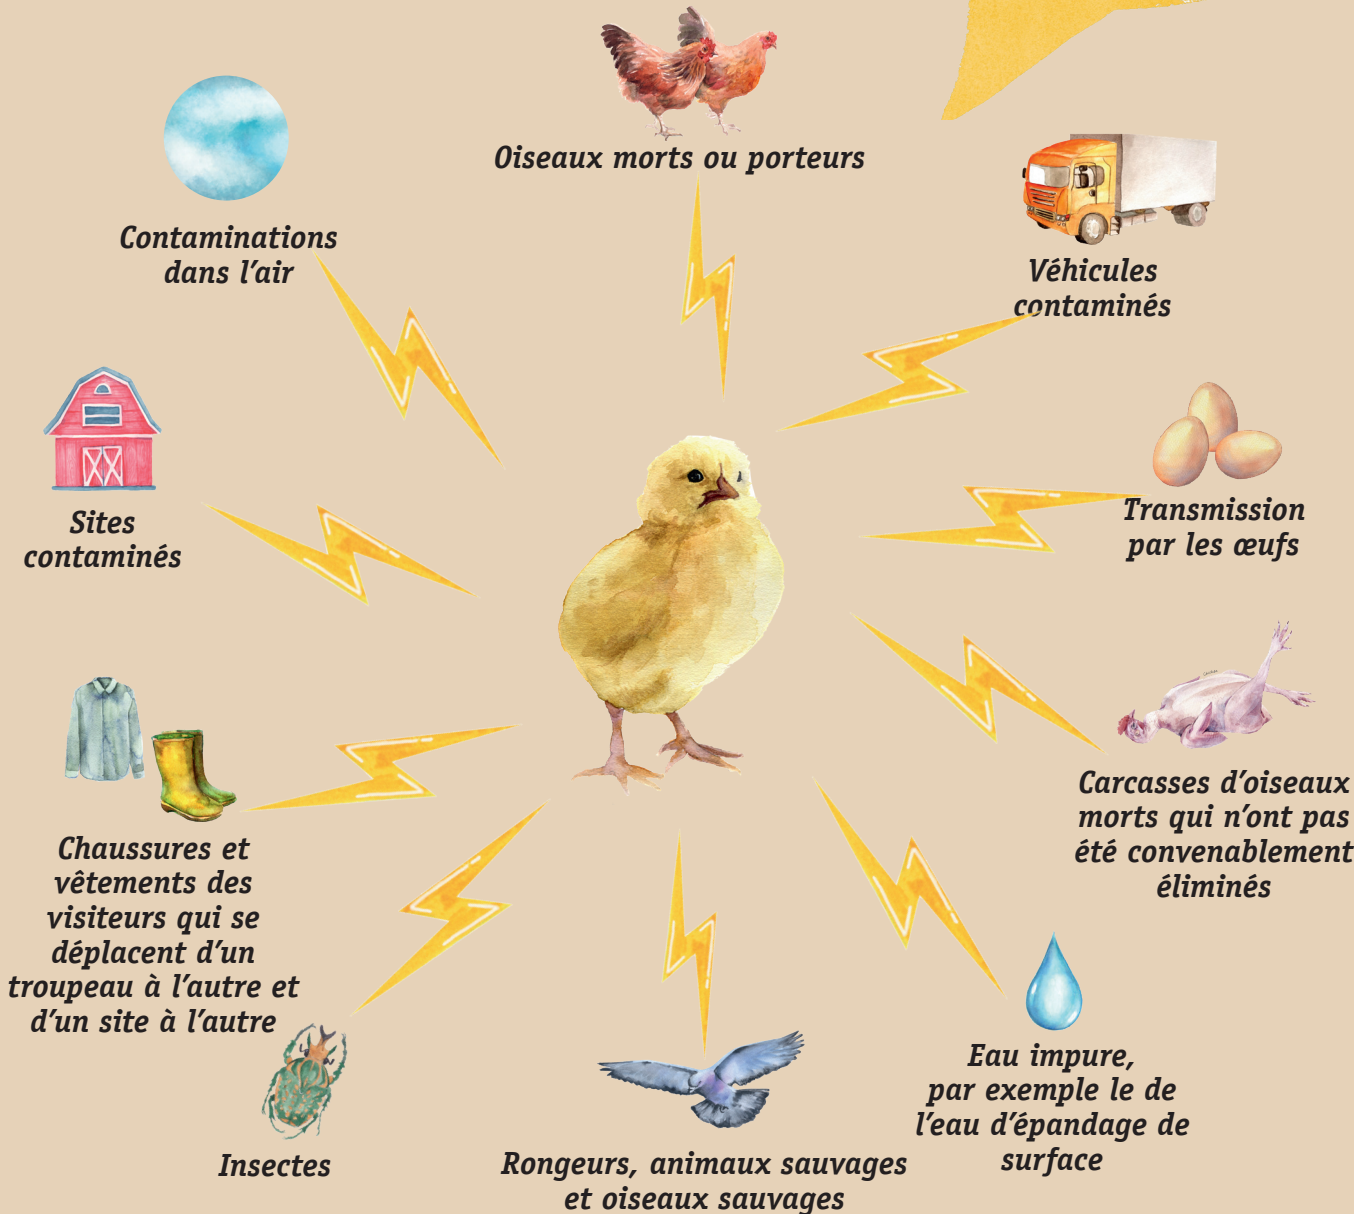 Oiseaux morts ou porteurs
Contaminations
dans l'air
Véhicules
contaminés
Sites
contaminés
Transmission
par les œufs
Carcasses d'oiseaux
morts qui n'ont pas
été convenablement
éliminés
Chaussures et
vêtements des
visiteurs qui se
déplacent d'un
troupeau à l'autre et
d'un site à l'autre
Eau impure,
par exemple le de
l'eau d'épandage de
surface
Insectes
Rongeurs, animaux sauvages
et oiseaux sauvages